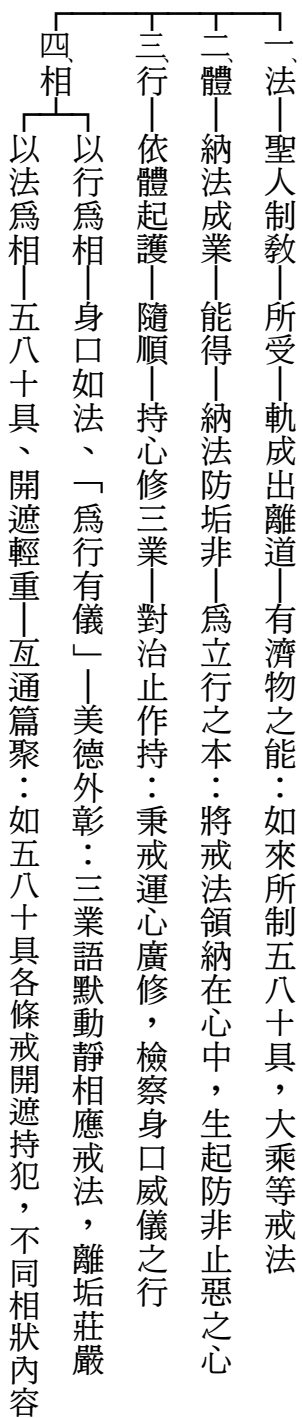 一、法—聖人制教—所受—軌成出離道—有濟物之能：如來所制五八十具，大乘等戒法
二、體—納法成業—能得—納法防垢非—為立行之本：將戒法領納在心中，生起防非止惡之心
三、行—依體起護—隨順—持心修三業—對治止作持：秉戒運心廣修，檢察身口威儀之行
四、相
以行為相—身口如法、「為行有儀」—美德外彰：三業語默動靜相應戒法，離垢莊嚴
以法為相—五八十具、開遮輕重—亙通篇聚：如五八十具各條戒開遮持犯，不同相狀內容